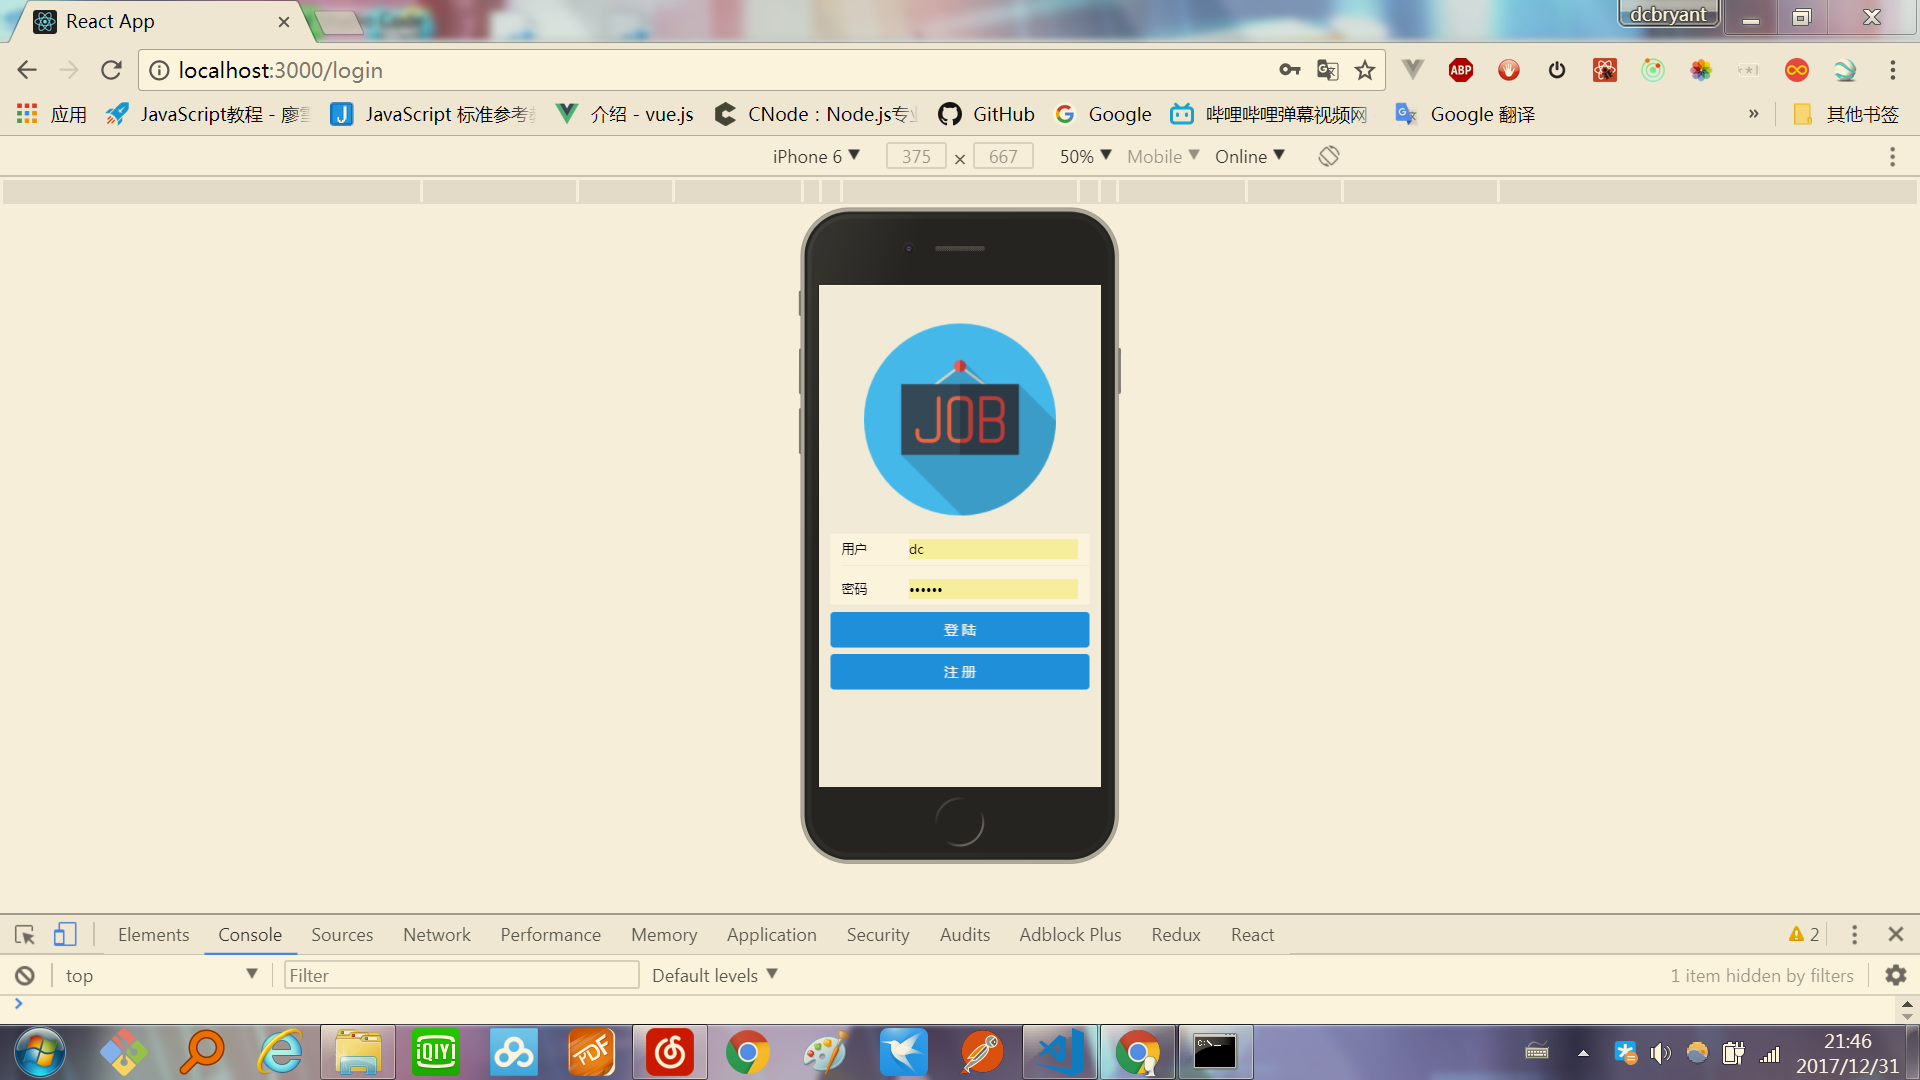 React App
dcbryant
localhost:3000/login
ABP
应用
JavaScript教程 - 廖
J
JavaScript 标准参考
介绍 - vue.js
CNode：Node.js专业
GitHub
Google
哔哩哔哩弹幕视频网
Google 翻译
»
其他书签
iPhone 6 ▼
375 × 667
50% ▼
Mobile ▼
Online ▼
JOB
用户
dc
密码
••••••
登陆
注册
Elements
Console
Sources
Network
Performance
Memory
Application
Security
Audits
Adblock Plus
Redux
React
2
top
Filter
Default levels ▼
1 item hidden by filters
iQIYI
PDF
C:\_
21:46
2017/12/31